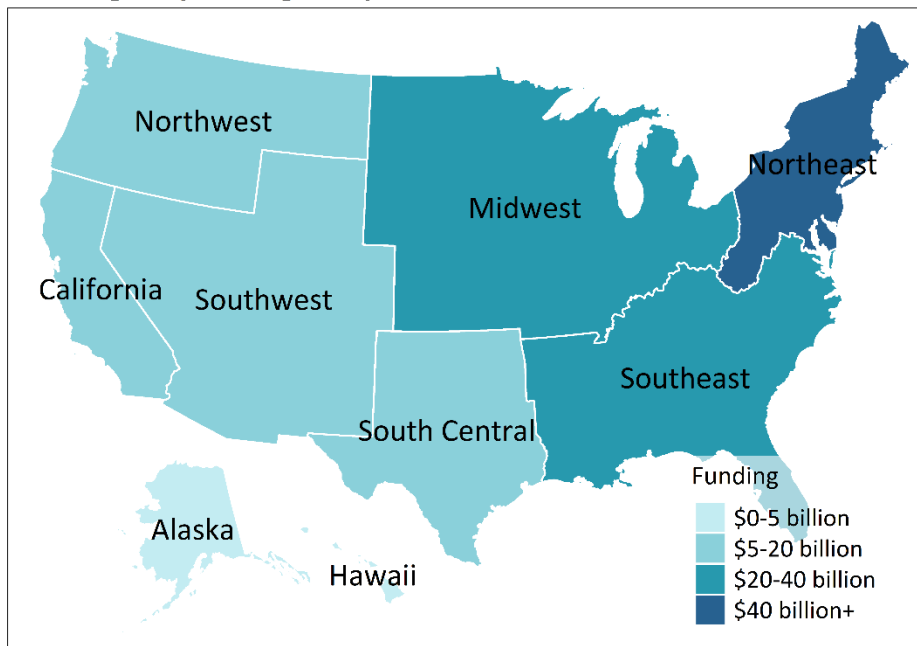 Northwest
Northeast
Midwest
California
Southwest
Southeast
South Central
Alaska
Hawaii
Funding
$0-5 billion
$5-20 billion
$20-40 billion
$40 billion+